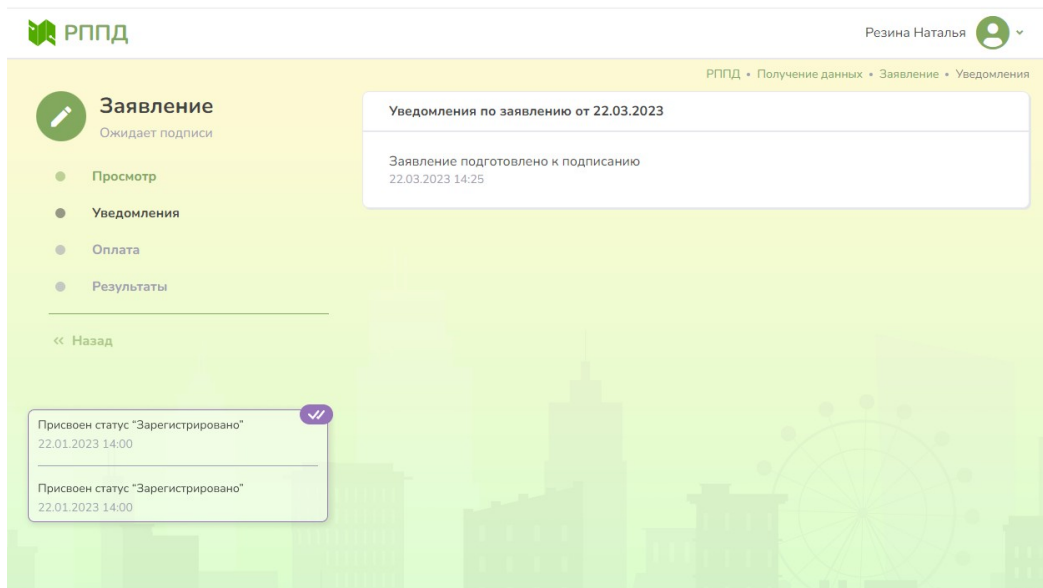 РППД
Резина Наталья
РППД • Получение данных • Заявление • Уведомления
Заявление
Ожидает подписи
Просмотр
Уведомления
Оплата
Результаты
« Назад
Уведомления по заявлению от 22.03.2023
Заявление подготовлено к подписанию
22.03.2023 14:25
Присвоен статус "Зарегистрировано"
22.01.2023 14:00
Присвоен статус "Зарегистрировано"
22.01.2023 14:00